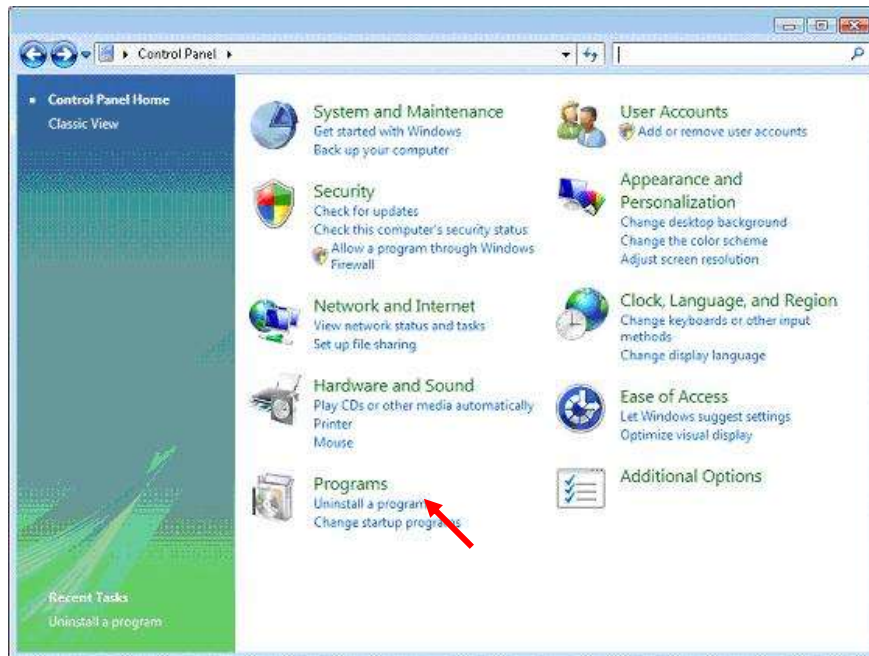 Control Panel
Control Panel Home
Classic View
System and Maintenance
Get started with Windows
Back up your computer
Security
Check for updates
Check this computer's security status
Allow a program through Windows
Firewall
Network and Internet
View network status and tasks
Set up file sharing
Hardware and Sound
Play CDs or other media automatically
Printer
Mouse
Programs
Uninstall a program
Change startup programs
User Accounts
Add or remove user accounts
Appearance and
Personalization
Change desktop background
Change the color scheme
Adjust screen resolution
Clock, Language, and Region
Change keyboards or other input
methods
Change display language
Ease of Access
Let Windows suggest settings
Optimize visual display
Additional Options
Recent Tasks
Uninstall a program